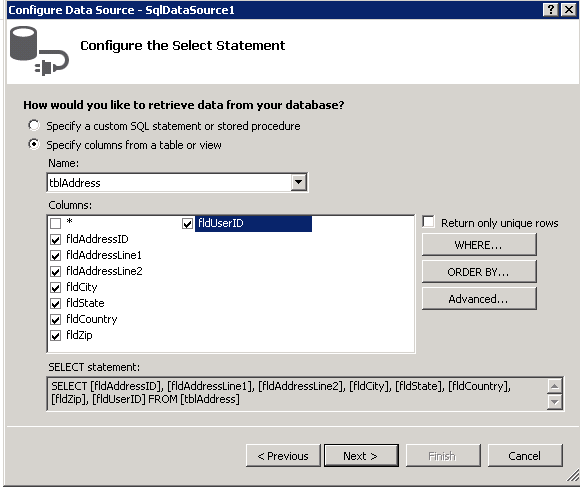 Configure Data Source - SqlDataSource1
Configure the Select Statement
How would you like to retrieve data from your database?
Specify a custom SQL statement or stored procedure
Specify columns from a table or view
Name:
tblAddress
Columns:
* fldUserID
fldAddressID
fldAddressLine1
fldAddressLine2
fldCity
fldState
fldCountry
fldZip
Return only unique rows
WHERE...
ORDER BY...
Advanced...
SELECT statement:
SELECT [fldAddressID], [fldAddressLine1], [fldAddressLine2], [fldCity], [fldState], [fldCountry],
[fldZip], [fldUserID] FROM [tblAddress]
< Previous Next > Finish Cancel